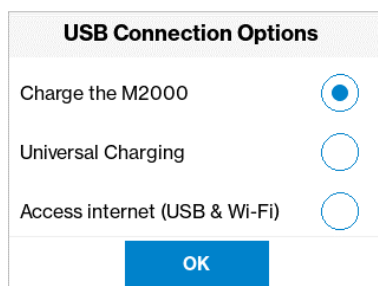 USB Connection Options
Charge the M2000
Universal Charging
Access internet (USB & Wi-Fi)
OK